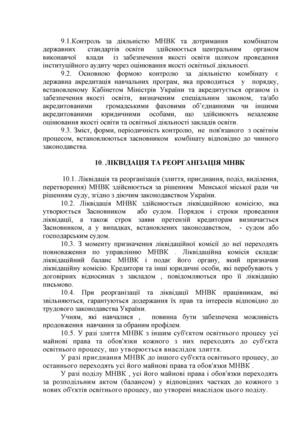 9.1.Контроль за діяльністю МНВК та дотримання комбінатом
державних стандартів освіти здійснюється центральним органом
виконавчої влади із забезпечення якості освіти шляхом проведення
інституційного аудиту через оцінювання якості освітньої діяльності.
9.2. Основною формою контролю за діяльністю комбінату є
державна акредитація навчальних програм, яка проводиться у порядку,
встановленому Кабінетом Міністрів України та акредитується органом із
забезпечення якості освіти, визначеним спеціальним законом, та/або
акредитованими громадськими фаховими об’єднаннями чи іншими
акредитованими юридичними особами, що здійснюють незалежне
оцінювання якості освіти та освітньої діяльності закладів освіти.
9.3. Зміст, форми, періодичність контролю, не пов'язаного з освітнім
процесом, встановлюються засновником комбінату відповідно до чинного
законодавства.
10. ЛІКВІДАЦІЯ ТА РЕОРГАНІЗАЦІЯ МНВК
10.1. Ліквідація та реорганізація (злиття, приєднання, поділ, виділення,
перетворення) МНВК здійснюється за рішенням Менської міської ради чи
рішенням суду, згідно з діючим законодавством України.
10.2. Ліквідація МНВК здійснюється ліквідаційною комісією, яка
утворюється Засновником або судом. Порядок і строки проведення
ліквідації, а також строк заяви претензій кредиторам визначається
Засновником, а у випадках, встановлених законодавством, - судом або
господарським судом.
10.3. З моменту призначення ліквідаційної комісії до неї переходять
повноваження по управлінню МНВК . Ліквідаційна комісія складає
ліквідаційний баланс МНВК і подає його органу, який призначив
ліквідаційну комісію. Кредитори та інші юридичні особи, які перебувають у
договірних відносинах з закладом , повідомляються про її ліквідацію
письмово.
10.4. При реорганізації та ліквідації МНВК працівникам, які
звільняються, гарантуються додержання їх прав та інтересів відповідно до
трудового законодавства України.
Учням, які навчалися , повинна бути забезпечена можливість
продовження навчання за обраним профілем.
10.5. У разі злиття МНВК з іншим суб'єктом освітнього процесу усі
майнові права та обов'язки кожного з них переходять до суб'єкта
освітнього процесу, що утворюється внаслідок злиття.
У разі приєднання МНВК до іншого суб'єкта освітнього процесу, до
останнього переходять усі його майнові права та обов'язки МНВК .
У разі поділу МНВК , усі його майнові права і обов'язки переходять
за розподільним актом (балансом) у відповідних частках до кожного з
нових об'єктів освітнього процесу, що утворені внаслідок цього поділу.